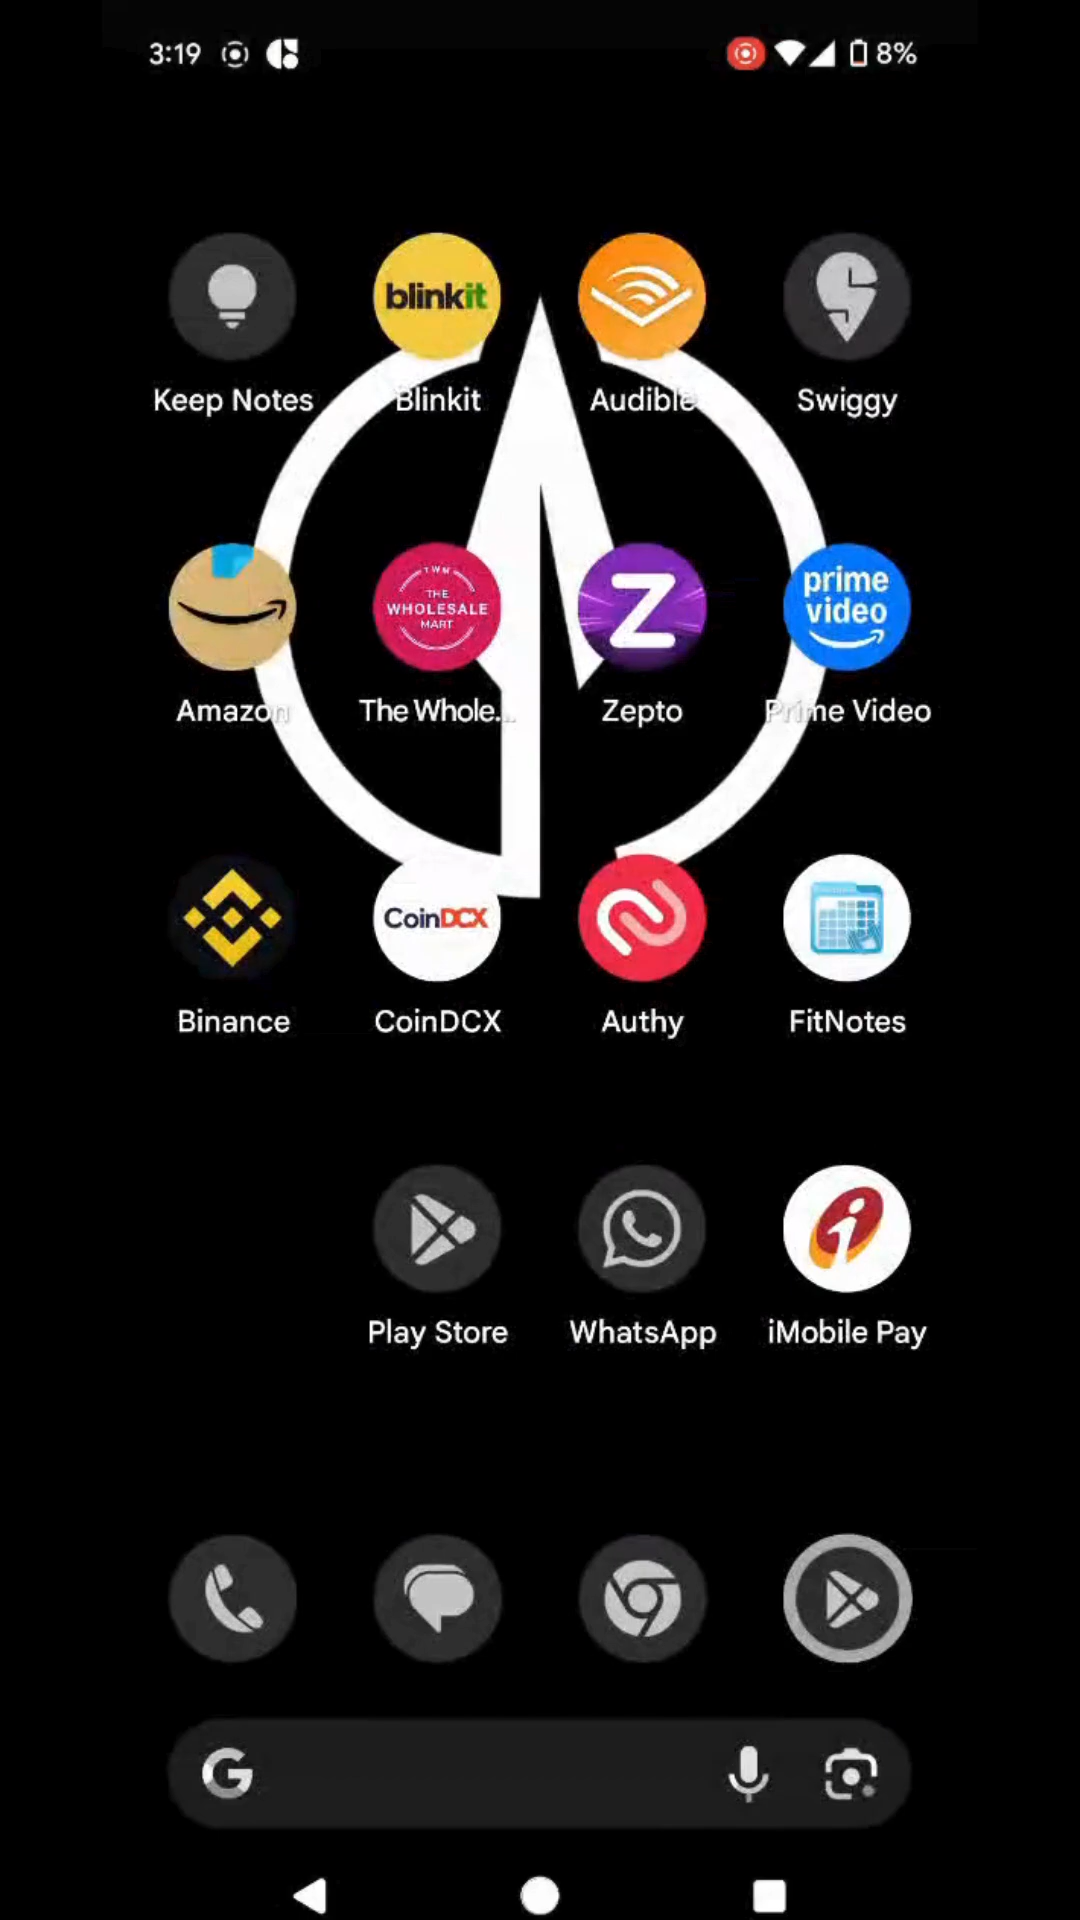 3:19 8%
blinkit
Keep Notes Blinkit Audible Swiggy
TWM
THE
WHOLESALE
MART
prime
video
Amazon The Whole... Zepto Prime Video
CoinDCX
Binance CoinDCX Authy FitNotes
Play Store WhatsApp iMobile Pay